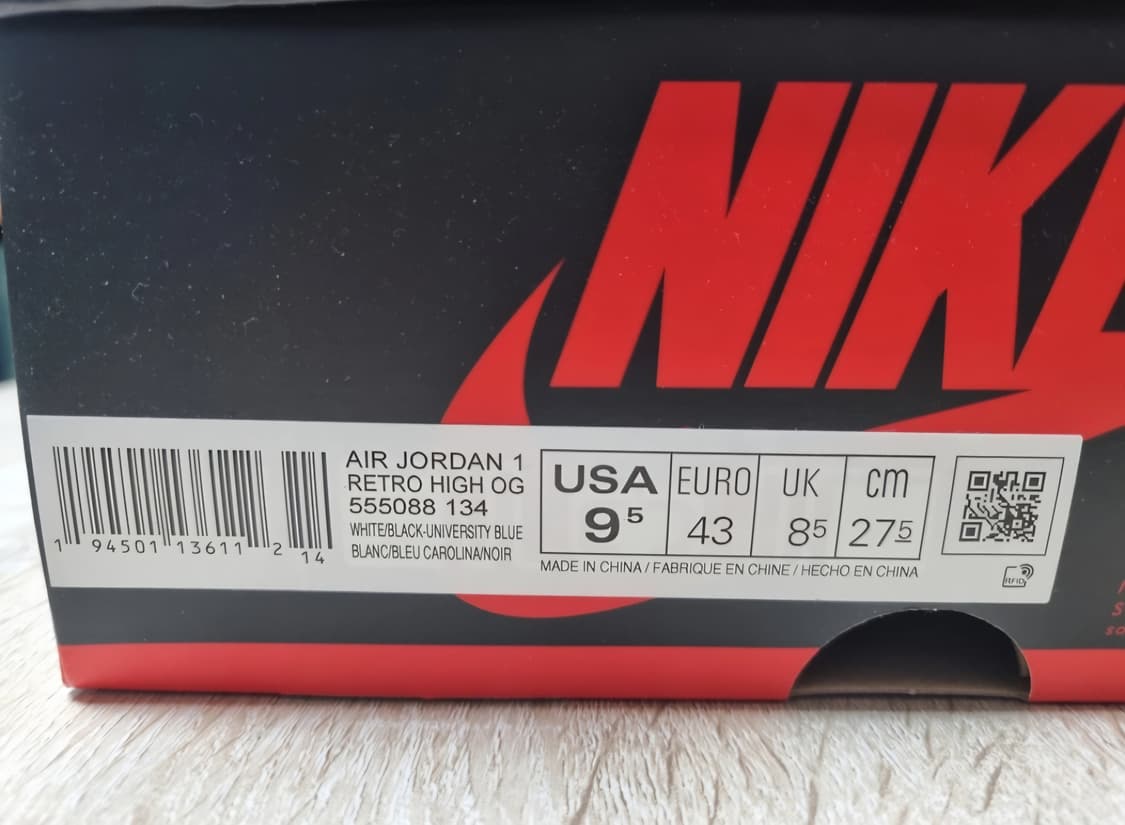 NIKE
AIR JORDAN 1
RETRO HIGH OG
555088 134
WHITE/BLACK-UNIVERSITY BLUE
BLANC/BLEU CAROLINA/NOIR
1 94501 13611 2 14
USA EURO UK cm
9⁵ 43 8⁵ 27⁵
MADE IN CHINA / FABRIQUE EN CHINE / HECHO EN CHINA
RFID